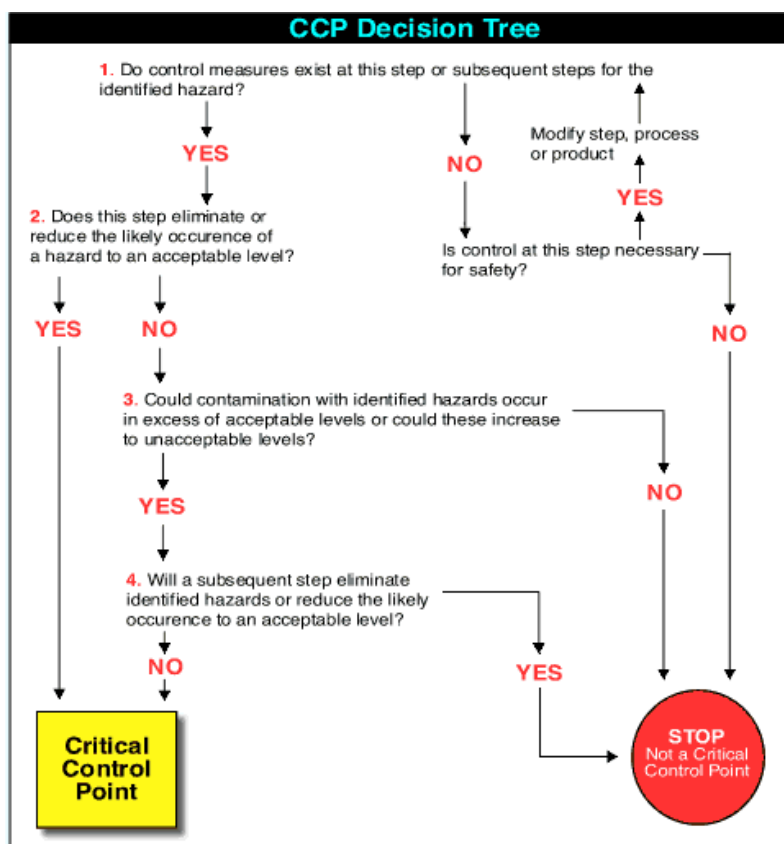 CCP Decision Tree
1. Do control measures exist at this step or subsequent steps for the
identified hazard?
YES
NO
Modify step, process
or product
YES
Is control at this step necessary
for safety?
NO
2. Does this step eliminate or
reduce the likely occurence of
a hazard to an acceptable level?
YES
NO
3. Could contamination with identified hazards occur
in excess of acceptable levels or could these increase
to unacceptable levels?
NO
YES
4. Will a subsequent step eliminate
identified hazards or reduce the likely
occurence to an acceptable level?
NO
YES
Critical
Control
Point
STOP
Not a Critical
Control Point